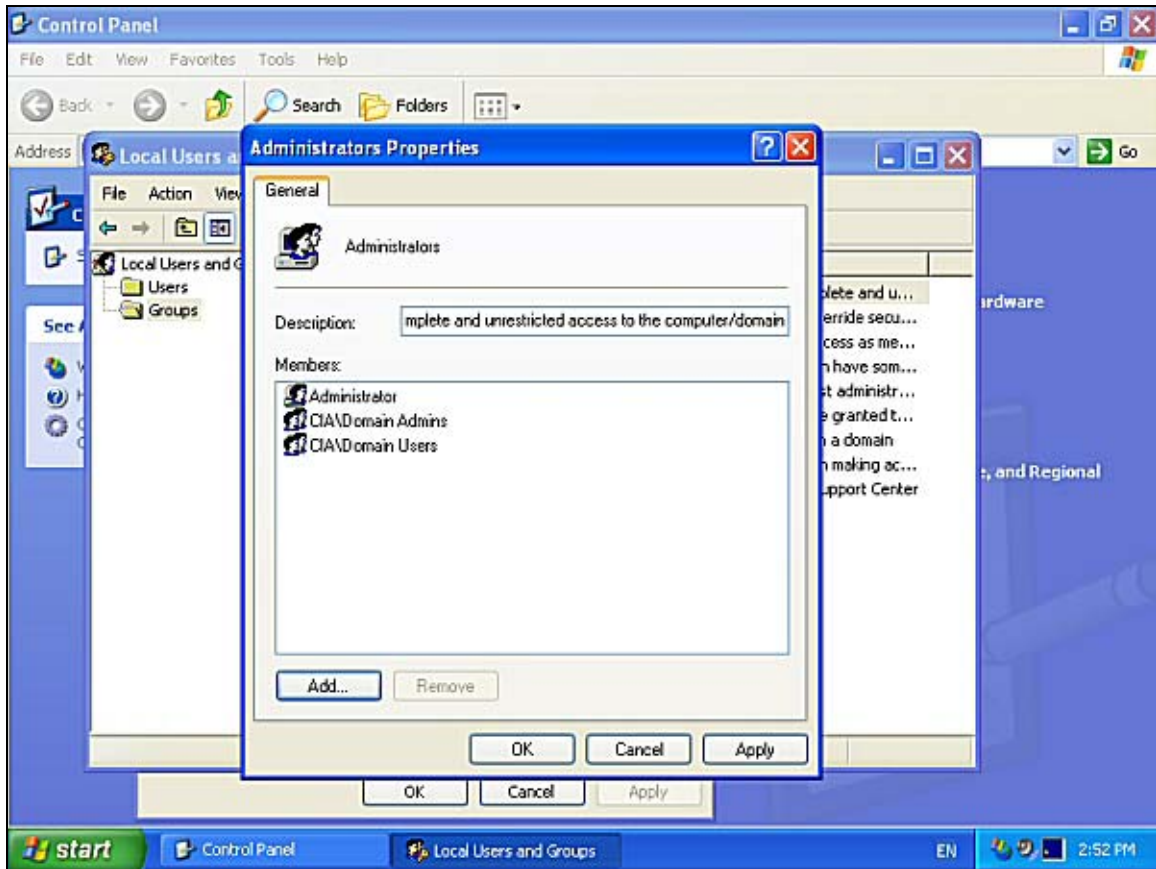 Control Panel
File Edit View Favorites Tools Help
Back Search Folders
Address Go
Local Users a
File Action View
Local Users and G
Users
Groups
See A
Administrators Properties
General
Administrators
Description: mplete and unrestricted access to the computer/domain
Members:
Administrator
CIA\Domain Admins
CIA\Domain Users
Add... Remove
OK Cancel Apply
plete and u...
erride secu...
cess as me...
n have som...
st administr...
e granted t...
n a domain
n making ac...
upport Center
ardware
e, and Regional
OK Cancel Apply
start Control Panel Local Users and Groups EN 2:52 PM